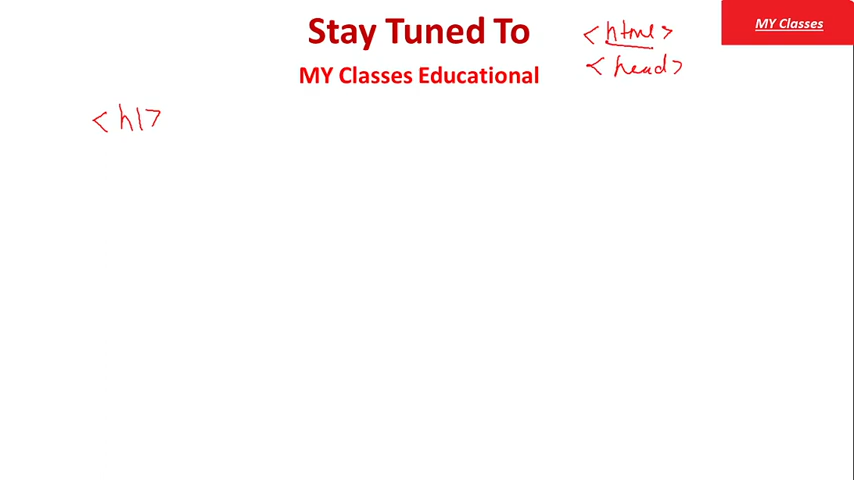 Stay Tuned To
<html>
MY Classes
MY Classes Educational
<head>
<h1>